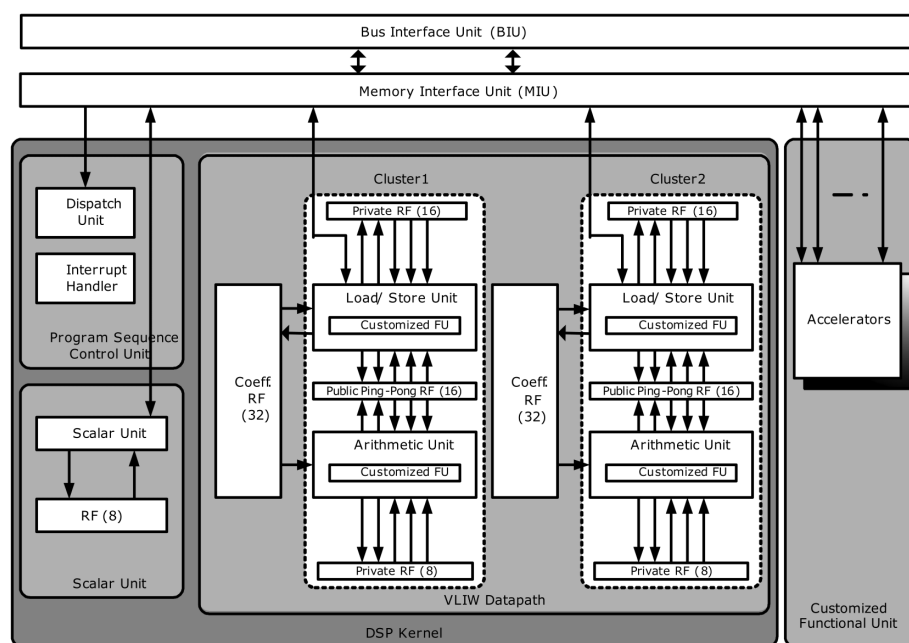 Bus Interface Unit (BIU)
Memory Interface Unit (MIU)
Cluster1
Cluster2
Dispatch
Unit
Interrupt
Handler
Program Sequence
Control Unit
Private RF (16)
Private RF (16)
Load/ Store Unit
Customized FU
Load/ Store Unit
Customized FU
Accelerators
Coeff.
RF
(32)
Public Ping-Pong RF (16)
Coeff.
RF
(32)
Public Ping-Pong RF (16)
Scalar Unit
RF (8)
Scalar Unit
Arithmetic Unit
Customized FU
Arithmetic Unit
Customized FU
Private RF (8)
Private RF (8)
VLIW Datapath
DSP Kernel
Customized
Functional Unit